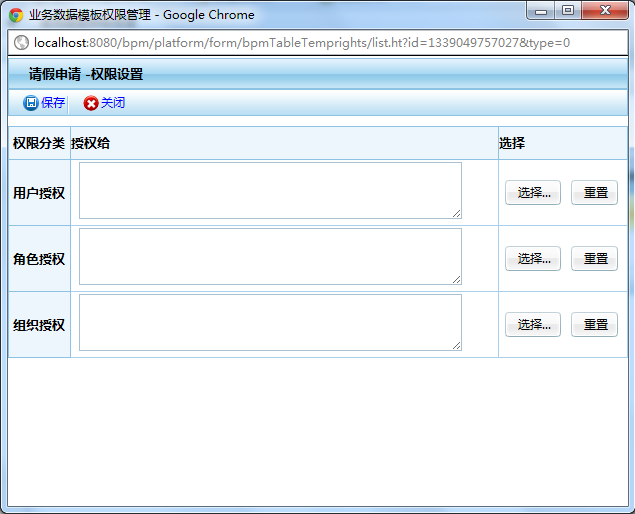 业务数据模板权限管理 - Google Chrome
localhost:8080/bpm/platform/form/bpmTableTemprights/list.ht?id=1339049757027&type=0
请假申请 -权限设置
保存 关闭
权限分类 授权给 选择
用户授权 选择... 重置
角色授权 选择... 重置
组织授权 选择... 重置